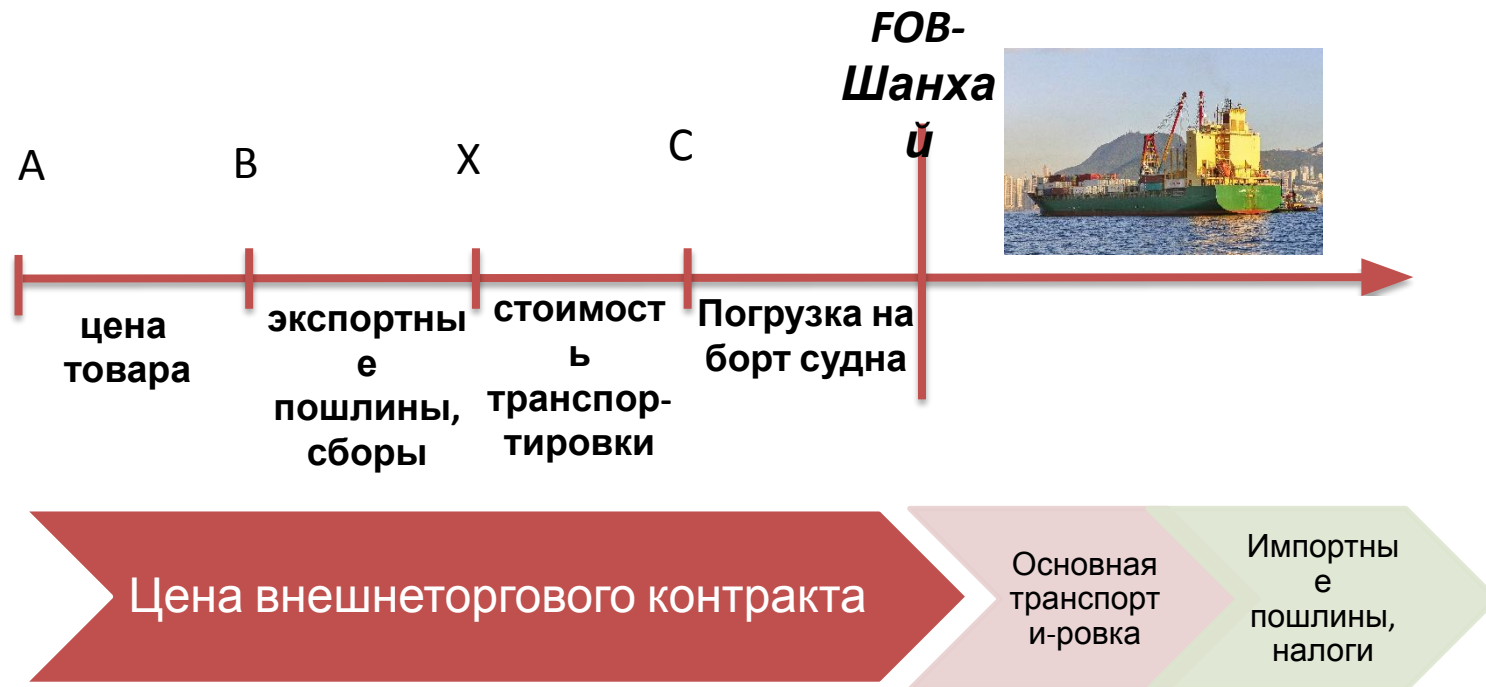 FOB-
Шанха
й
A
B
X
C
цена
товара
экспортны
е
пошлины,
сборы
стоимост
ь
транспор-
тировки
Погрузка на
борт судна
Цена внешнеторгового контракта
Основная
транспорт
и-ровка
Импортны
е
пошлины,
налоги